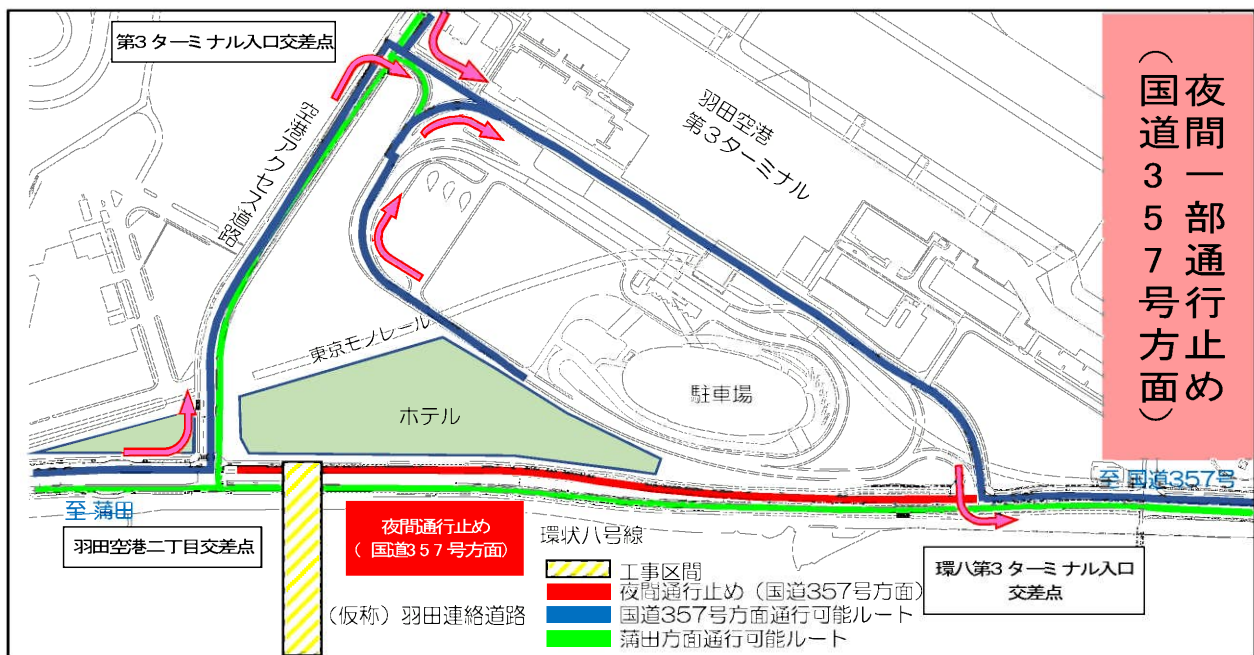 第3ターミナル入口交差点
夜間一部通行止め
(国道357号方面)
羽田空港
第3ターミナル
空港アクセス道路
東京モノレール
駐車場
ホテル
至 蒲田
至 国道357号
羽田空港二丁目交差点
夜間通行止め
(国道357号方面)
環状八号線
環八第3ターミナル入口
交差点
(仮称)羽田連絡道路
工事区間
夜間通行止め(国道357号方面)
国道357号方面通行可能ルート
蒲田方面通行可能ルート